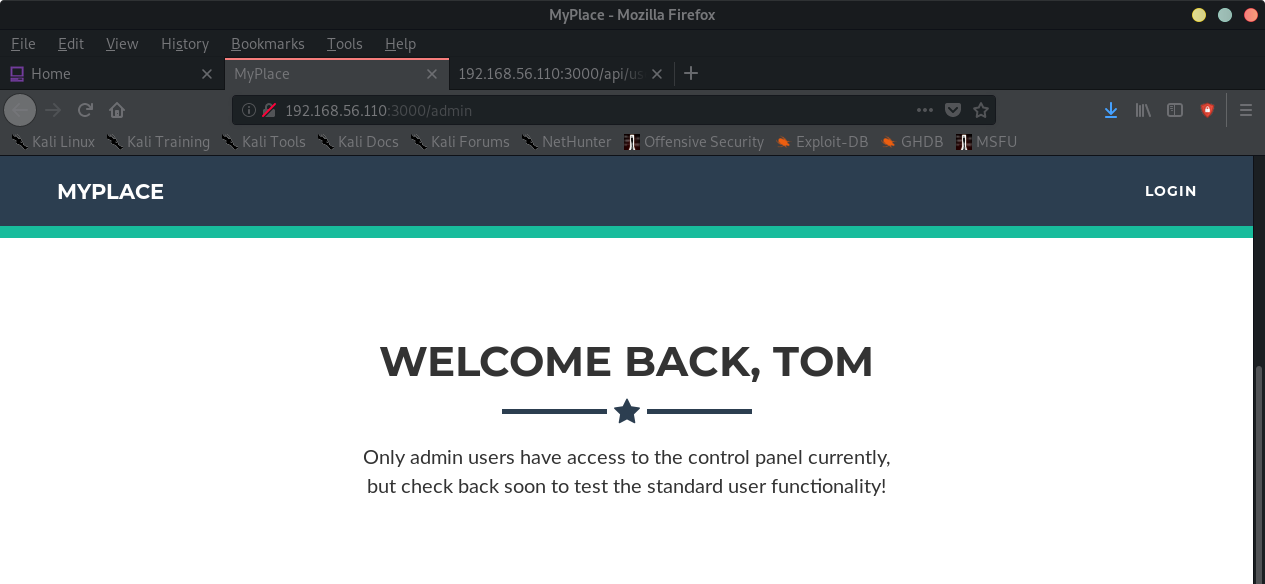 MyPlace - Mozilla Firefox
File Edit View History Bookmarks Tools Help
Home MyPlace 192.168.56.110:3000/api/us
192.168.56.110:3000/admin
Kali Linux Kali Training Kali Tools Kali Docs Kali Forums NetHunter Offensive Security Exploit-DB GHDB MSFU
MYPLACE LOGIN
WELCOME BACK, TOM
Only admin users have access to the control panel currently,
but check back soon to test the standard user functionality!